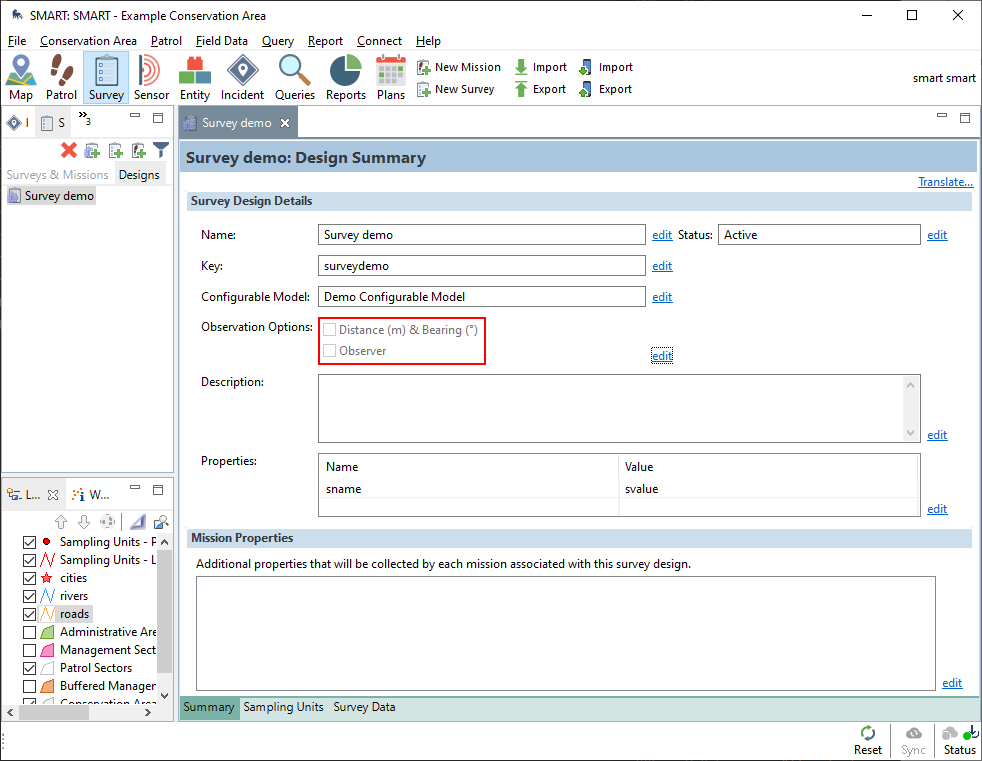 SMART: SMART - Example Conservation Area
File Conservation Area Patrol Field Data Query Report Connect Help
Map Patrol Survey Sensor Entity Incident Queries Reports Plans
New Mission Import Import
New Survey Export Export
smart smart
I S »3
Survey demo
Surveys & Missions Designs
Survey demo
Survey demo: Design Summary
Translate...
Survey Design Details
Name: Survey demo edit Status: Active edit
Key: surveydemo edit
Configurable Model: Demo Configurable Model edit
Observation Options: Distance (m) & Bearing (°)
Observer
edit
Description:
edit
Properties:
Name Value
sname svalue
edit
Mission Properties
Additional properties that will be collected by each mission associated with this survey design.
edit
Summary Sampling Units Survey Data
L... W...
Sampling Units - P
Sampling Units - L
cities
rivers
roads
Administrative Are
Management Sect
Patrol Sectors
Buffered Manager
Conservation Area
Reset Sync Status